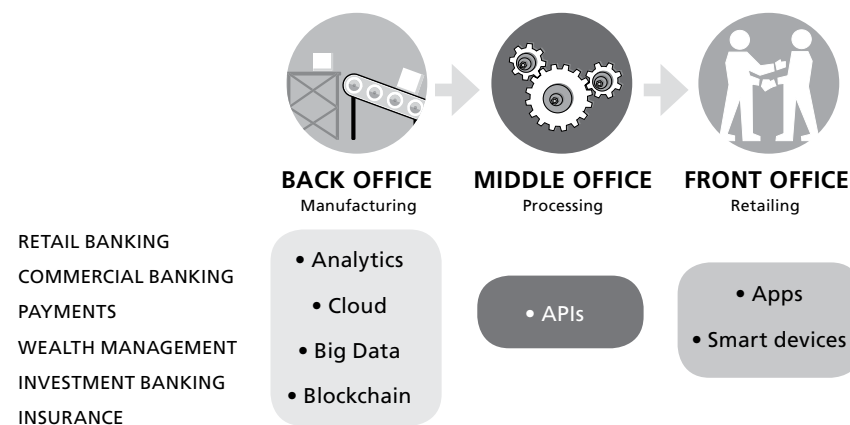 BACK OFFICE
Manufacturing
MIDDLE OFFICE
Processing
FRONT OFFICE
Retailing
RETAIL BANKING
COMMERCIAL BANKING
PAYMENTS
WEALTH MANAGEMENT
INVESTMENT BANKING
INSURANCE
• Analytics
• Cloud
• Big Data
• Blockchain
• APIs
• Apps
• Smart devices